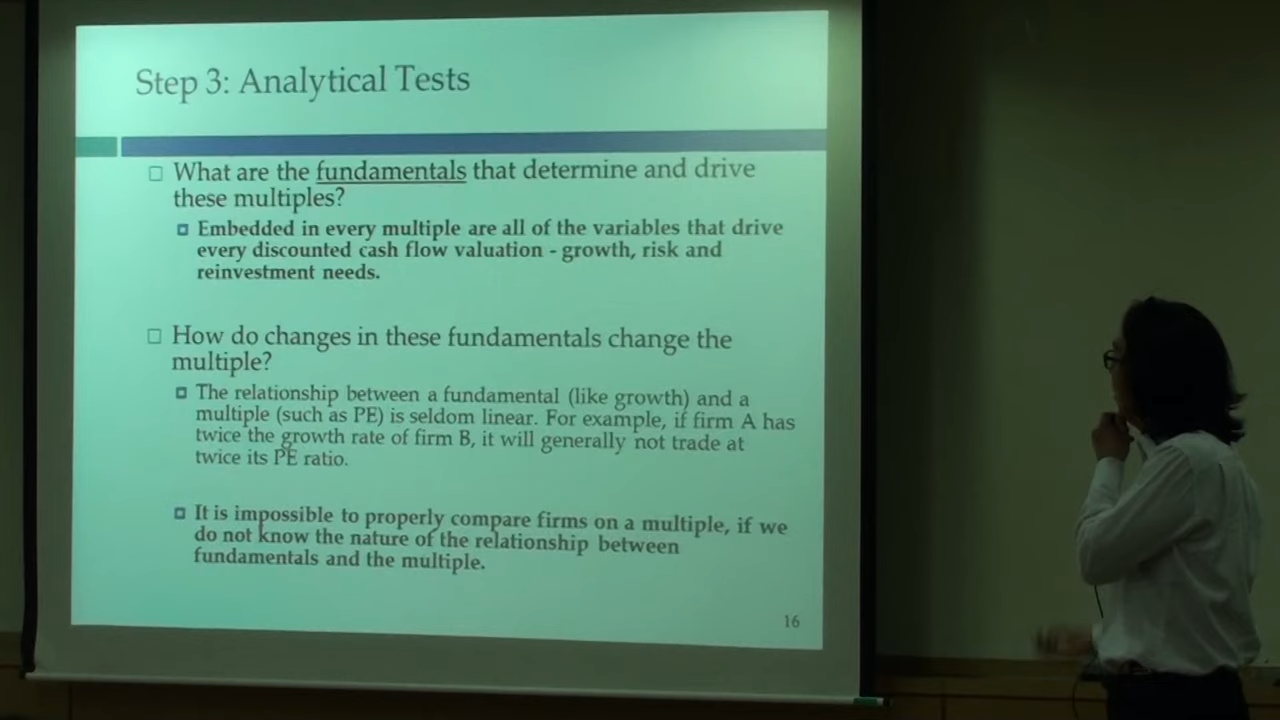 Step 3: Analytical Tests
What are the fundamentals that determine and drive
these multiples?
Embedded in every multiple are all of the variables that drive
every discounted cash flow valuation - growth, risk and
reinvestment needs.
How do changes in these fundamentals change the
multiple?
The relationship between a fundamental (like growth) and a
multiple (such as PE) is seldom linear. For example, if firm A has
twice the growth rate of firm B, it will generally not trade at
twice its PE ratio.
It is impossible to properly compare firms on a multiple, if we
do not know the nature of the relationship between
fundamentals and the multiple.
16